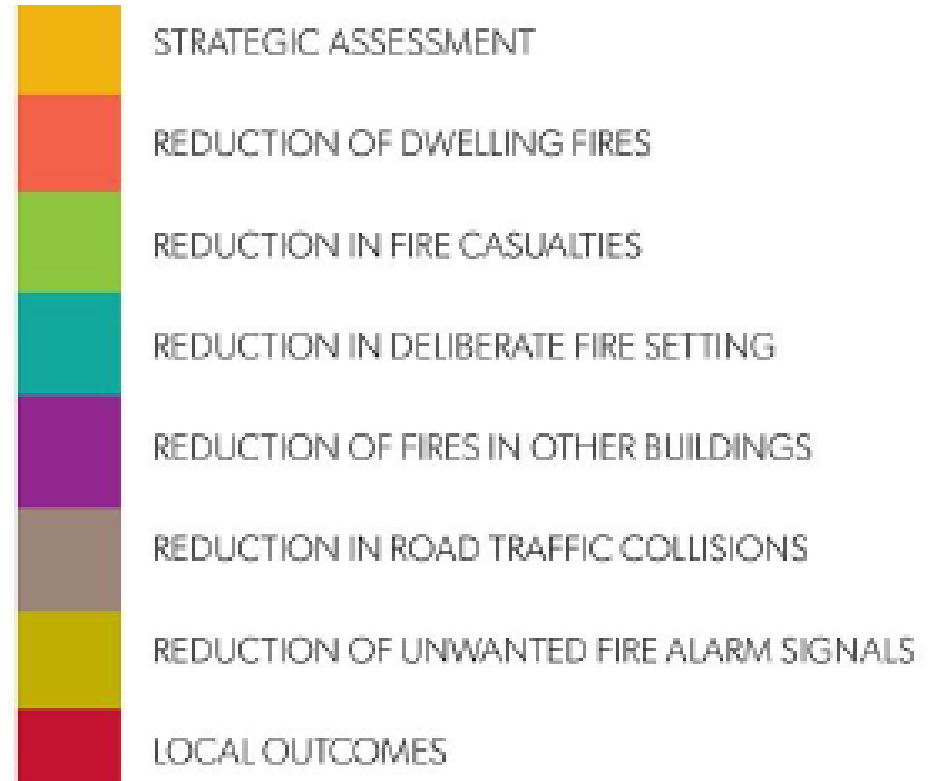 STRATEGIC ASSESSMENT
REDUCTION OF DWELLING FIRES
REDUCTION IN FIRE CASUALTIES
REDUCTION IN DELIBERATE FIRE SETTING
REDUCTION OF FIRES IN OTHER BUILDINGS
REDUCTION IN ROAD TRAFFIC COLLISIONS
REDUCTION OF UNWANTED FIRE ALARM SIGNALS
LOCAL OUTCOMES